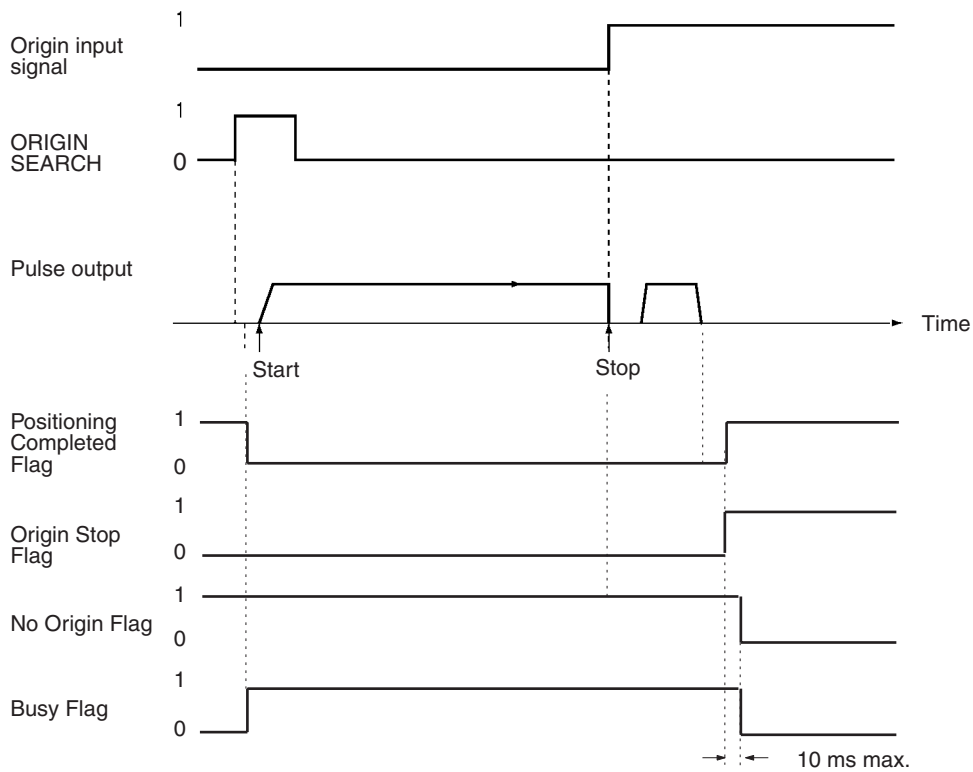 1
Origin input
signal
1
ORIGIN
SEARCH
0
Pulse output
Time
Start
Stop
Positioning
Completed
Flag
1
0
1
Origin Stop
Flag
0
1
No Origin Flag
0
1
Busy Flag
0
10 ms max.